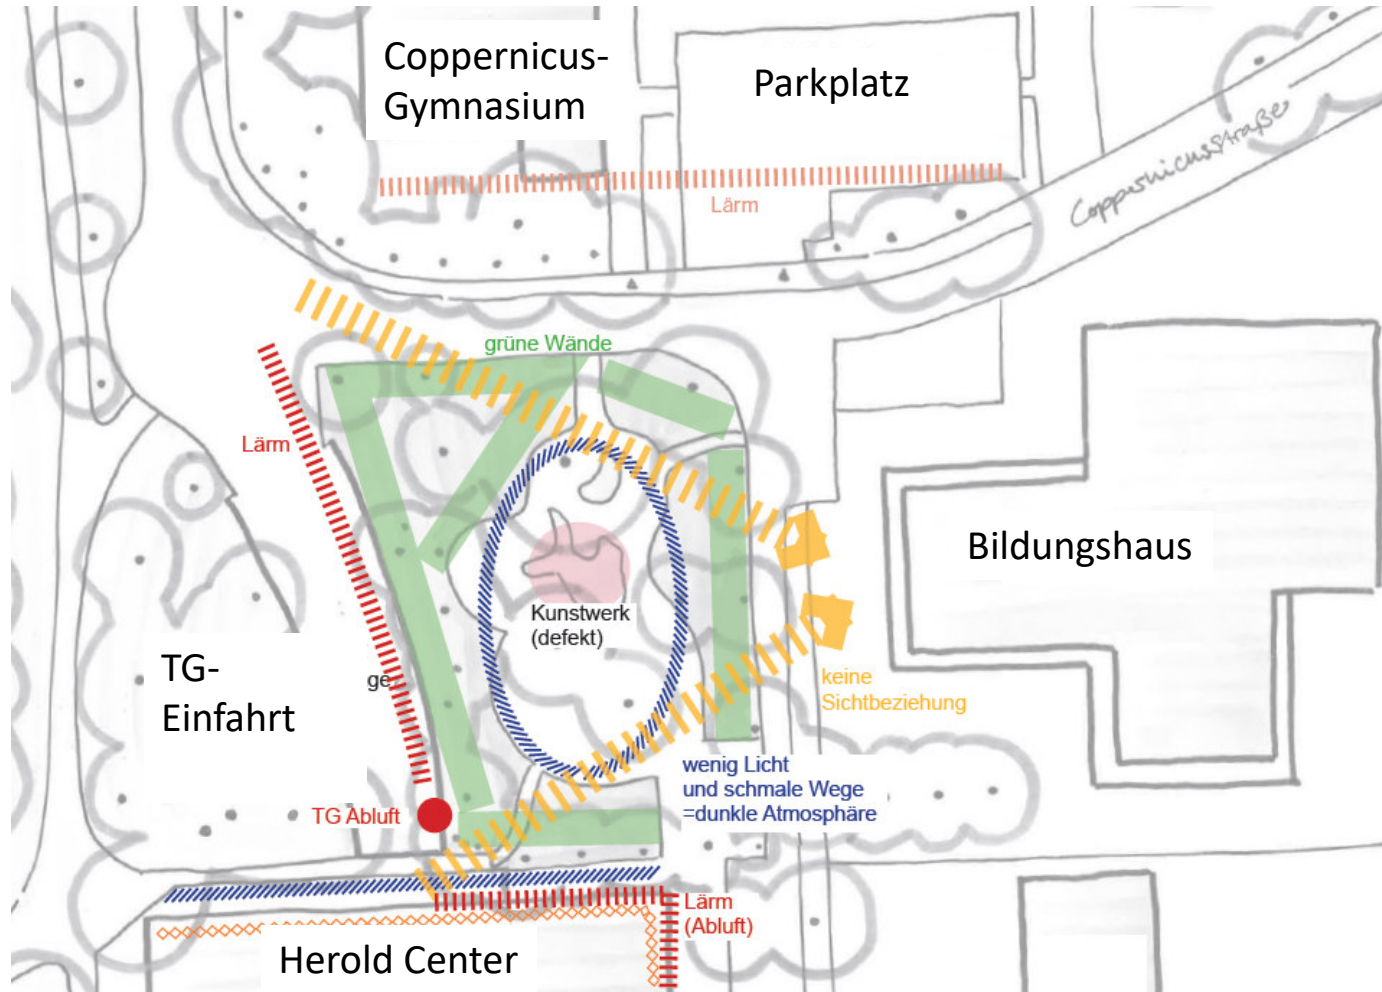 Coppernicus-
Gymnasium
Parkplatz
Coppernicusstraße
Lärm
grüne Wände
Lärm
Bildungshaus
Kunstwerk
(defekt)
TG-
Einfahrt
ge
keine
Sichtbeziehung
wenig Licht
und schmale Wege
=dunkle Atmosphäre
TG Abluft
Lärm
(Abluft)
Herold Center